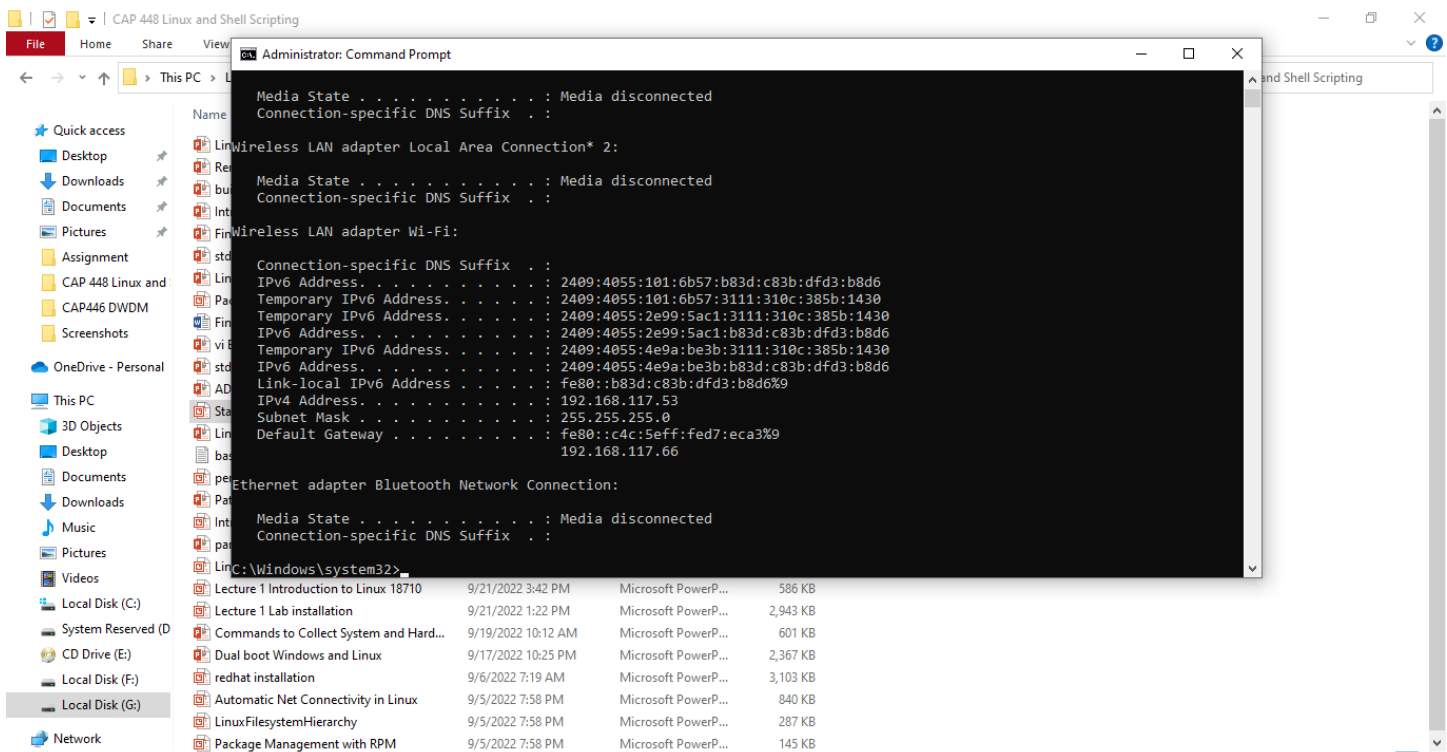 CAP 448 Linux and Shell Scripting
File Home Share View
This PC
and Shell Scripting
Administrator: Command Prompt
Media State . . . . . . . . . . . : Media disconnected
Connection-specific DNS Suffix . :
Wireless LAN adapter Local Area Connection* 2:
Media State . . . . . . . . . . . : Media disconnected
Connection-specific DNS Suffix . :
Wireless LAN adapter Wi-Fi:
Connection-specific DNS Suffix . :
IPv6 Address. . . . . . . . . . . : 2409:4055:101:6b57:b83d:c83b:dfd3:b8d6
Temporary IPv6 Address. . . . . . : 2409:4055:101:6b57:3111:310c:385b:1430
Temporary IPv6 Address. . . . . . : 2409:4055:2e99:5ac1:3111:310c:385b:1430
IPv6 Address. . . . . . . . . . . : 2409:4055:2e99:5ac1:b83d:c83b:dfd3:b8d6
Temporary IPv6 Address. . . . . . : 2409:4055:4e9a:be3b:3111:310c:385b:1430
IPv6 Address. . . . . . . . . . . : 2409:4055:4e9a:be3b:b83d:c83b:dfd3:b8d6
Link-local IPv6 Address . . . . . : fe80::b83d:c83b:dfd3:b8d6%9
IPv4 Address. . . . . . . . . . . : 192.168.117.53
Subnet Mask . . . . . . . . . . . : 255.255.255.0
Default Gateway . . . . . . . . . : fe80::c4c:5eff:fed7:eca3%9
192.168.117.66
Ethernet adapter Bluetooth Network Connection:
Media State . . . . . . . . . . . : Media disconnected
Connection-specific DNS Suffix . :
C:\Windows\system32>
Quick access
Desktop
Downloads
Documents
Pictures
Assignment
CAP 448 Linux and
CAP446 DWDM
Screenshots
OneDrive - Personal
This PC
3D Objects
Desktop
Documents
Downloads
Music
Pictures
Videos
Local Disk (C:)
System Reserved (D
CD Drive (E:)
Local Disk (F:)
Local Disk (G:)
Network
Name
Lecture 1 Introduction to Linux 18710 9/21/2022 3:42 PM Microsoft PowerP... 586 KB
Lecture 1 Lab installation 9/21/2022 1:22 PM Microsoft PowerP... 2,943 KB
Commands to Collect System and Hard... 9/19/2022 10:12 AM Microsoft PowerP... 601 KB
Dual boot Windows and Linux 9/17/2022 10:25 PM Microsoft PowerP... 2,367 KB
redhat installation 9/6/2022 7:19 AM Microsoft PowerP... 3,103 KB
Automatic Net Connectivity in Linux 9/5/2022 7:58 PM Microsoft PowerP... 840 KB
LinuxFilesystemHierarchy 9/5/2022 7:58 PM Microsoft PowerP... 287 KB
Package Management with RPM 9/5/2022 7:58 PM Microsoft PowerP... 145 KB